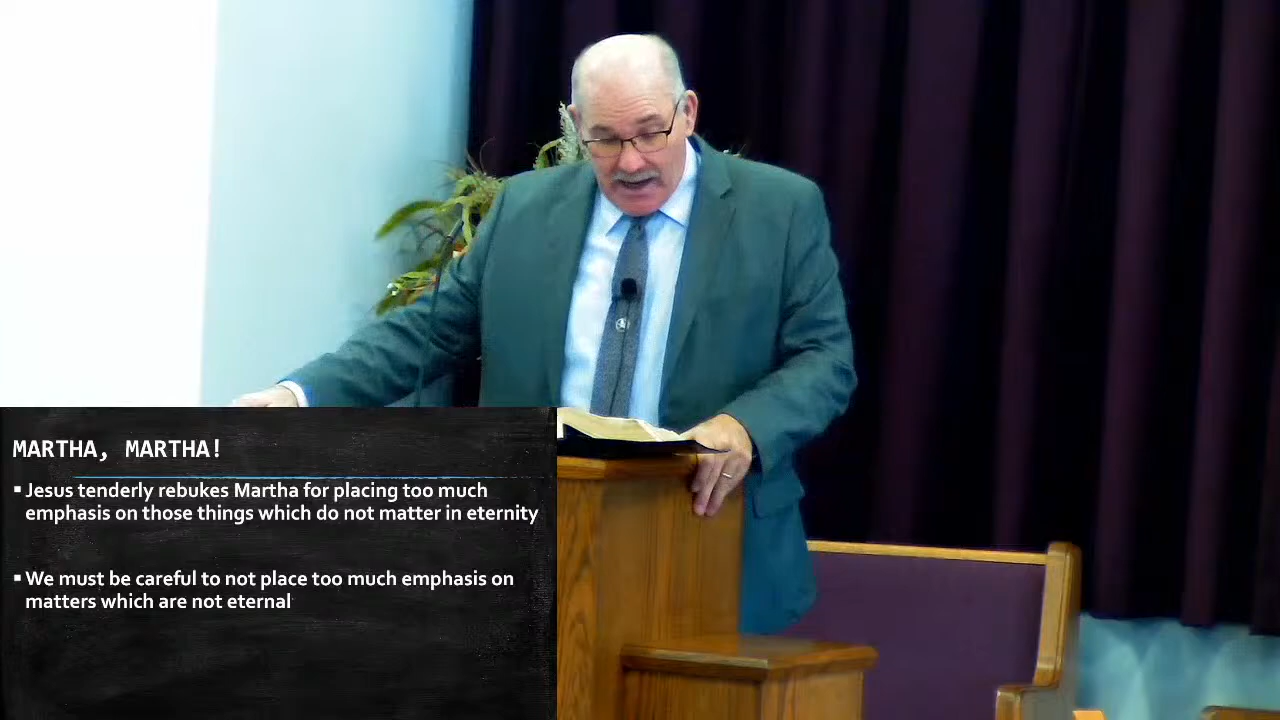 MARTHA, MARTHA!
▪ Jesus tenderly rebukes Martha for placing too much
emphasis on those things which do not matter in eternity
▪ We must be careful to not place too much emphasis on
matters which are not eternal